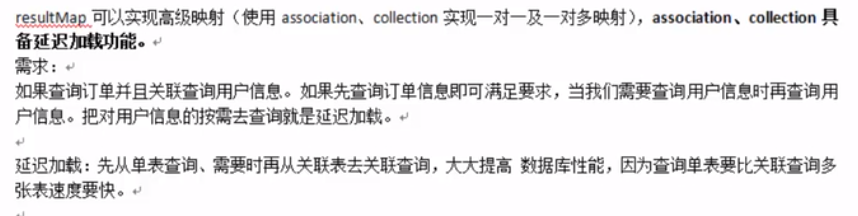 resultMap 可以实现高级映射（使用 association、collection 实现一对一及一对多映射），association、collection 具
备延迟加载功能。
需求：
如果查询订单并且关联查询用户信息。如果先查询订单信息即可满足要求，当我们需要查询用户信息时再查询用
户信息。把对用户信息的按需去查询就是延迟加载。
延迟加载：先从单表查询、需要时再从关联表去关联查询，大大提高 数据库性能，因为查询单表要比关联查询多
张表速度要快。